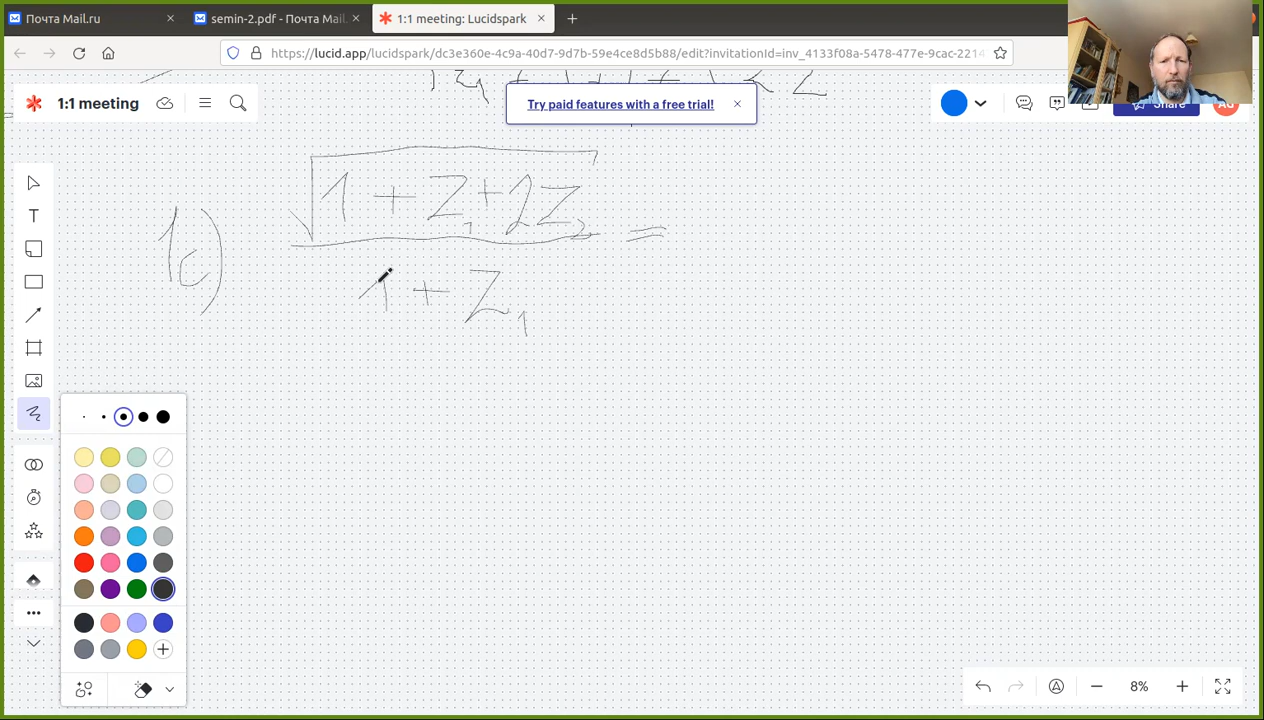 Почта Mail.ru
semin-2.pdf - Почта Mail.
1:1 meeting: Lucidspark
https://lucid.app/lucidspark/dc3e360e-4c9a-40d7-9d7b-59e4ce8d5b88/edit?invitationId=inv_4133f08a-5478-477e-9cac-2214
1:1 meeting
Try paid features with a free trial!
Share
AG
T
√1 + Z₁ + 2Z₂ =
1 + Z₁
8%